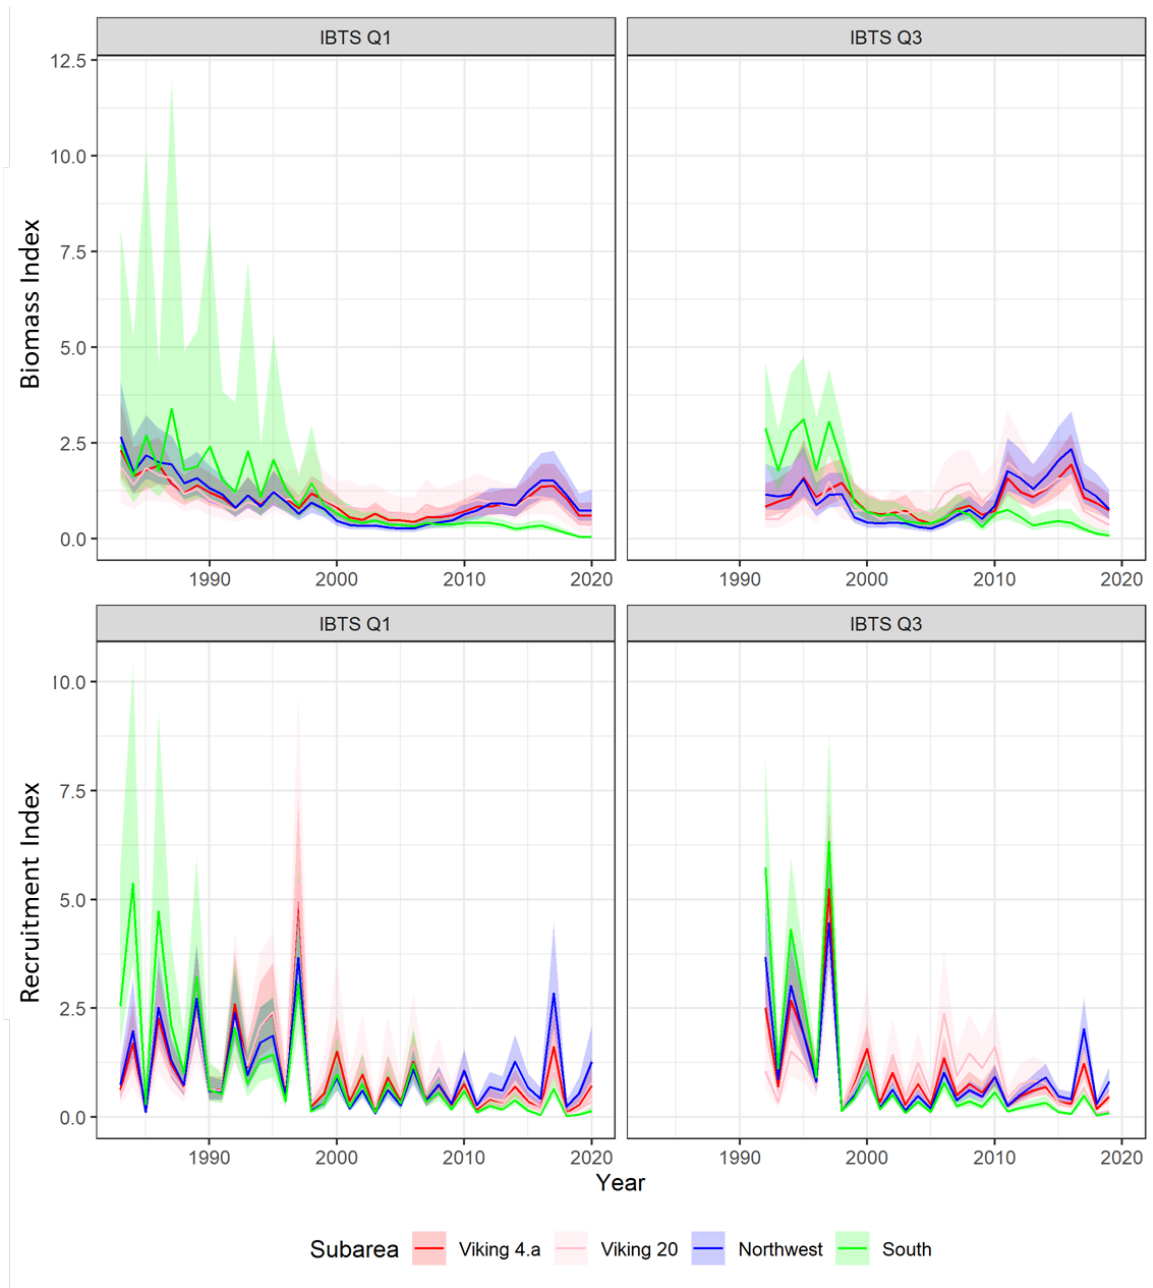 IBTS Q1 IBTS Q3
12.5
10.0
7.5
5.0
2.5
0.0
Biomass Index
1990 2000 2010 2020 1990 2000 2010 2020
IBTS Q1 IBTS Q3
10.0
7.5
5.0
2.5
0.0
Recruitment Index
1990 2000 2010 2020 1990 2000 2010 2020
Year
Subarea Viking 4.a Viking 20 Northwest South